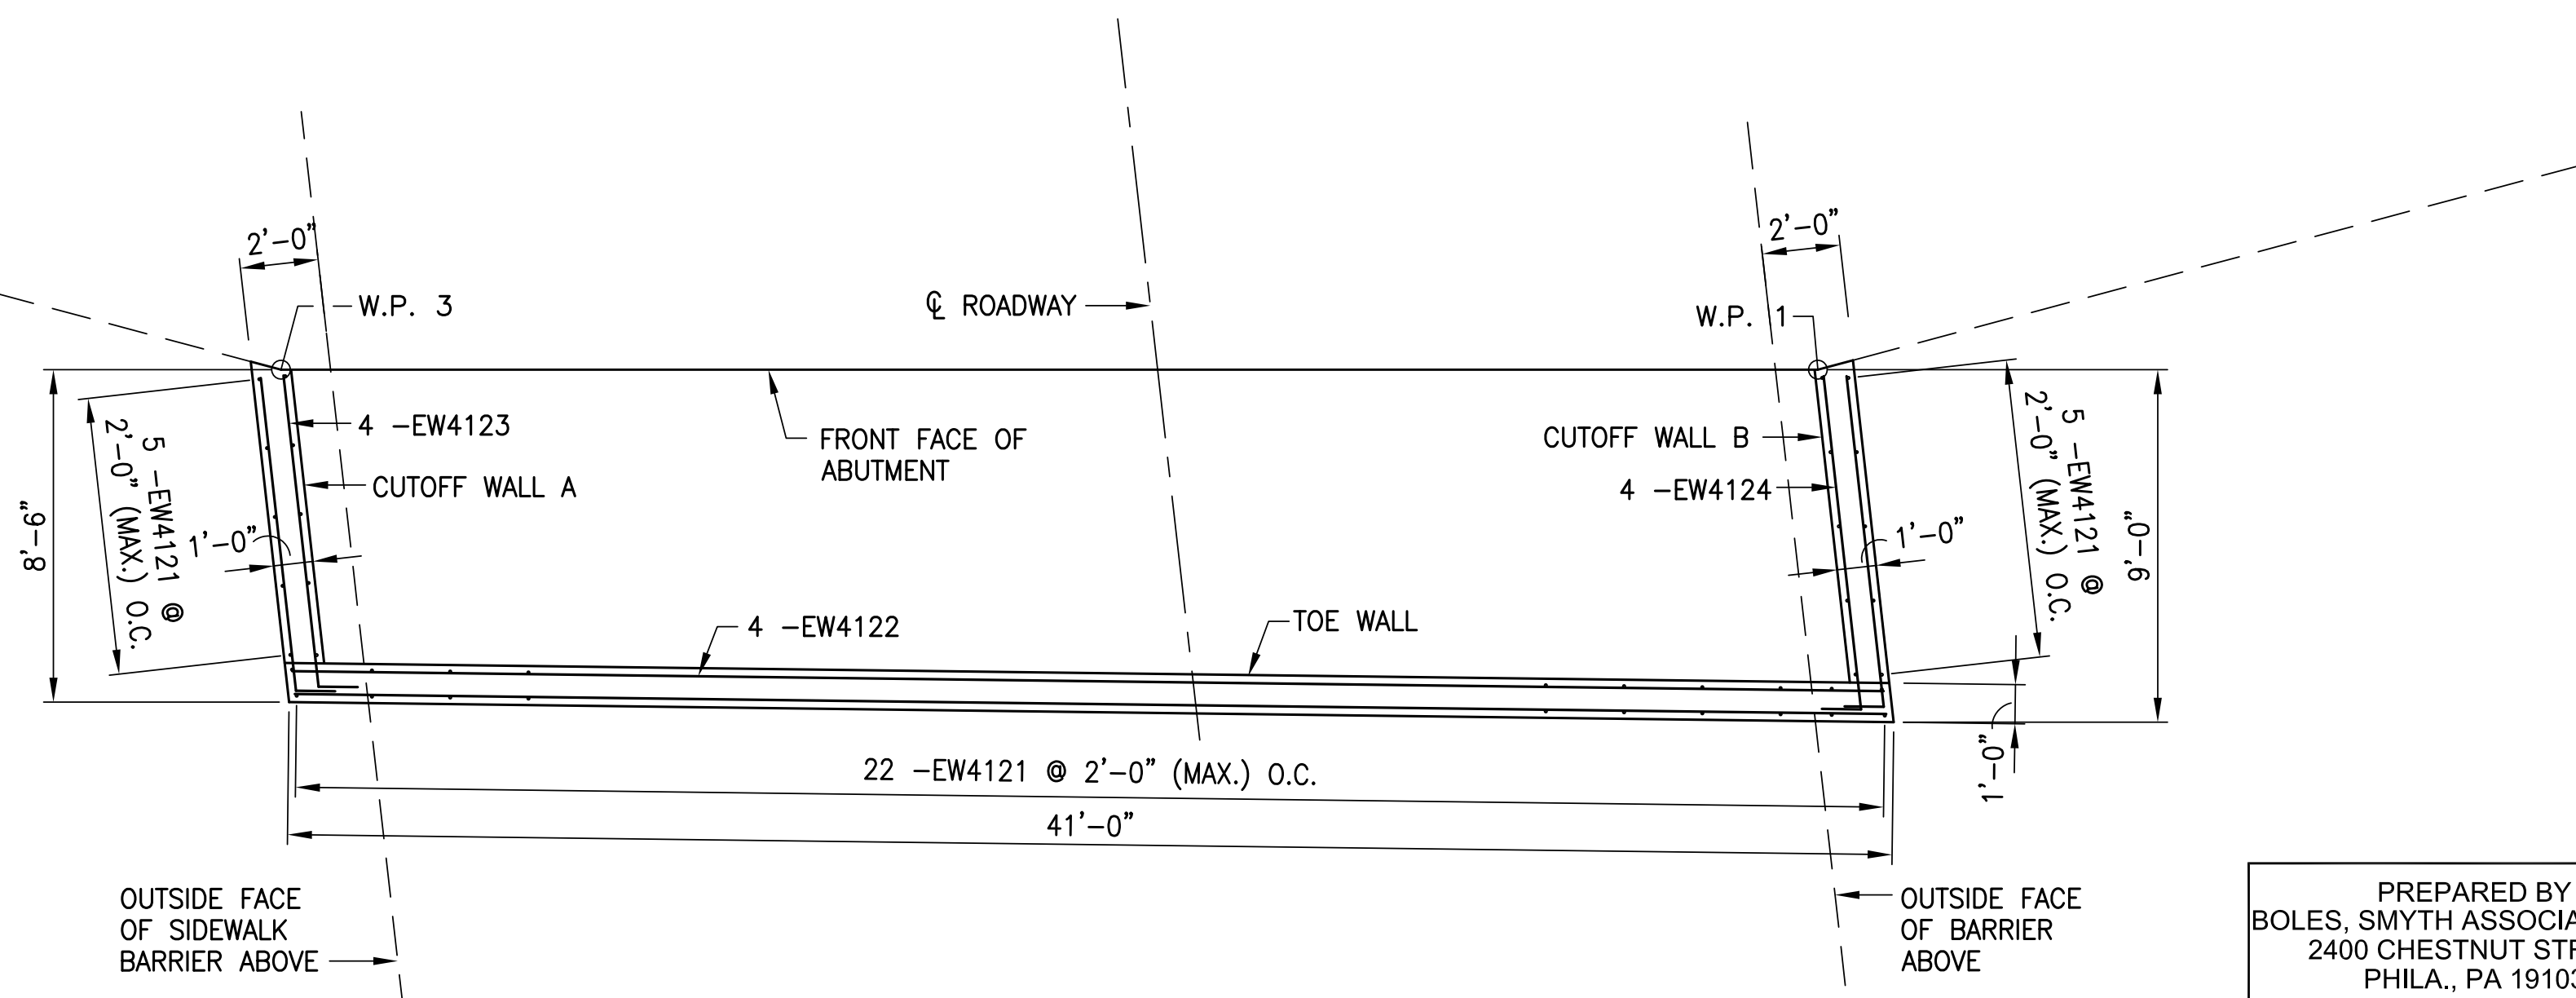 2'-0"
2'-0"
W.P. 3
℄ ROADWAY
W.P. 1
4 -EW4123
FRONT FACE OF
ABUTMENT
CUTOFF WALL B
CUTOFF WALL A
4 -EW4124
5 -EW4121 @
2'-0" (MAX.) O.C.
8'-6"
1'-0"
1'-0"
5 -EW4121 @
2'-0" (MAX.) O.C.
9'-0"
4 -EW4122
TOE WALL
1'-0"
22 -EW4121 @ 2'-0" (MAX.) O.C.
41'-0"
OUTSIDE FACE
OF SIDEWALK
BARRIER ABOVE
OUTSIDE FACE
OF BARRIER
ABOVE
PREPARED BY
BOLES, SMYTH
2400 CHESTNUT
PHILA., PA 19103